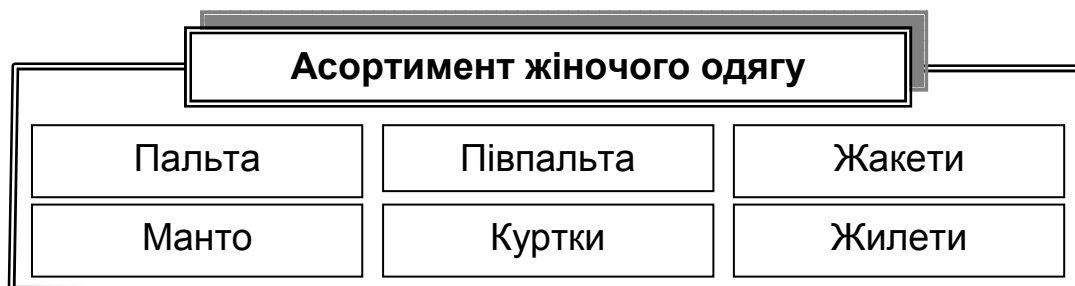 Асортимент жіночого одягу
Пальта Півпальта Жакети
Манто Куртки Жилети